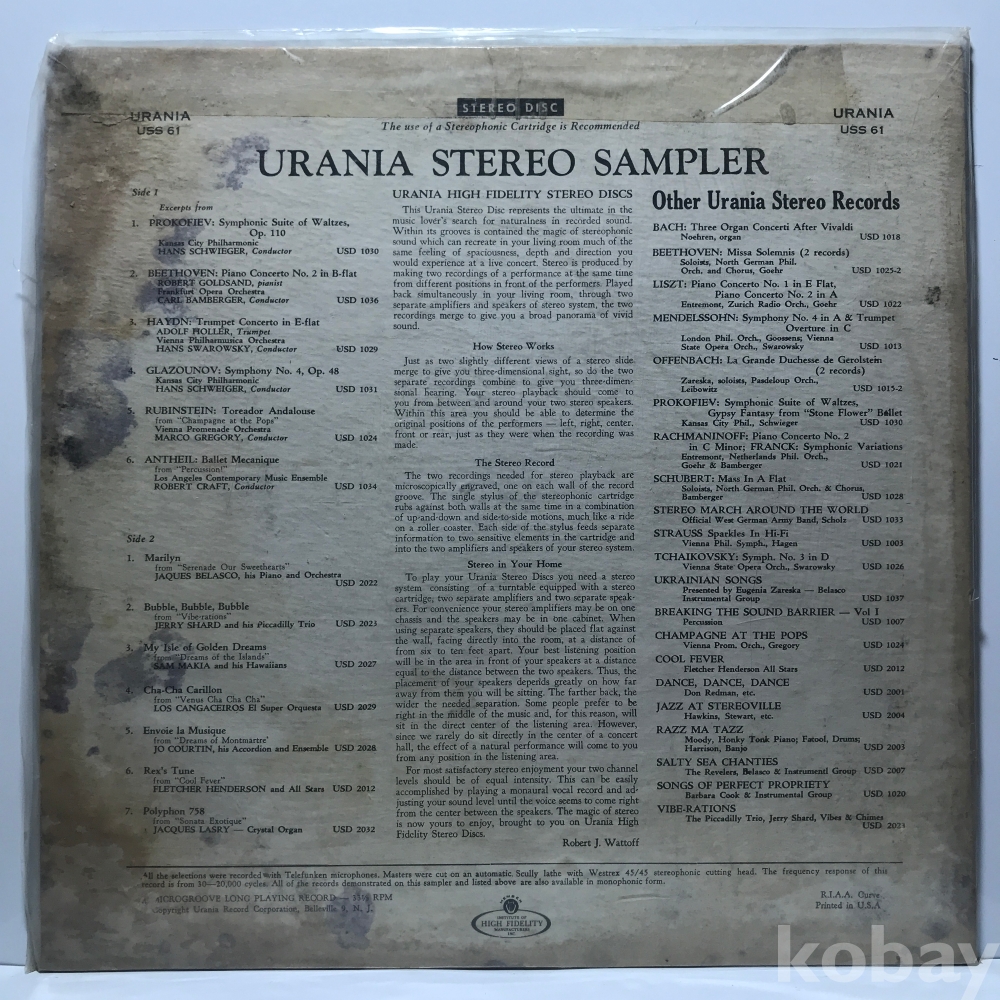 STEREO DISC
URANIA
USS 61
The use of a Stereophonic Cartridge is Recommended
URANIA
USS 61
URANIA STEREO SAMPLER
Side 1
Excerpts from
1. PROKOFIEV: Symphonic Suite of Waltzes,
Op. 110
Kansas City Philharmonic
HANS SCHWIEGER, Conductor USD 1030
2. BEETHOVEN: Piano Concerto No. 2 in B-flat
ROBERT GOLDSAND, pianist
Frankfurt Opera Orchestra
CARL BAMBERGER, Conductor USD 1036
3. HAYDN: Trumpet Concerto in E-flat
ADOLF HOLLER, Trumpet
Vienna Philharmusica Orchestra
HANS SWAROWSKY, Conductor USD 1029
4. GLAZOUNOV: Symphony No. 4, Op. 48
Kansas City Philharmonic
HANS SCHWEIGER, Conductor USD 1031
5. RUBINSTEIN: Toreador Andalouse
from "Champagne at the Pops"
Vienna Promenade Orchestra
MARCO GREGORY, Conductor USD 1024
6. ANTHEIL: Ballet Mecanique
from "Percussion!"
Los Angeles Contemporary Music Ensemble
ROBERT CRAFT, Conductor USD 1034
Side 2
1. Marilyn
from "Serenade Our Sweethearts"
JAQUES BELASCO, his Piano and Orchestra
USD 2022
2. Bubble, Bubble, Bubble
from "Vibe-rations"
JERRY SHARD and his Piccadilly Trio USD 2023
3. My Isle of Golden Dreams
from "Dreams of the Islands"
SAM MAKIA and his Hawaiians USD 2027
4. Cha-Cha Carillon
from "Venus Cha Cha Cha"
LOS CANGACEIROS El Super Orquesta USD 2029
5. Envoie la Musique
from "Dreams of Montmartre'
JO COURTIN, his Accordion and Ensemble USD 2028
6. Rex's Tune
from "Cool Fever"
FLETCHER HENDERSON and All Stars USD 2012
7. Polyphon 758
from "Sonata Exotique"
JACQUES LASRY — Crystal Organ USD 2032
URANIA HIGH FIDELITY STEREO DISCS
This Urania Stereo Disc represents the ultimate in the
music lover's search for naturalness in recorded sound.
Within its grooves is contained the magic of stereophonic
sound which can recreate in your living room much of the
same feeling of spaciousness, depth and direction you
would experience at a live concert. Stereo is produced by
making two recordings of a performance at the same time
from different positions in front of the performers. Played
back simultaneously in your living room, through two
separate amplifiers and speakers of stereo system, the two
recordings merge to give you a broad panorama of vivid
sound.
How Stereo Works
Just as two slightly different views of a stereo slide
merge to give you three-dimensional sight, so do the two
separate recordings combine to give you three-dimen-
sional hearing. Your stereo playback should come to
you from between and around your two stereo speakers.
Within this area you should be able to determine the
original positions of the performers — left, right, center,
front or rear, just as they were when the recording was
made.
The Stereo Record
The two recordings needed for stereo playback are
microscopically engraved, one on each wall of the record
groove. The single stylus of the stereophonic cartridge
rubs against both walls at the same time in a combination
of up-and-down and side-to-side motions, much like a ride
on a roller coaster. Each side of the stylus feeds separate
information to two sensitive elements in the cartridge and
into the two amplifiers and speakers of your stereo system.
Stereo in Your Home
To play your Urania Stereo Discs you need a stereo
system consisting of a turntable equipped with a stereo
cartridge, two separate amplifiers and two separate speak-
ers. For convenience your stereo amplifiers may be on one
chassis and the speakers may be in one cabinet. When
using separate speakers, they should be placed flat against
the wall, facing directly into the room, at a distance of
from six to ten feet apart. Your best listening position
will be in the area in front of your speakers at a distance
equal to the distance between the two speakers. Thus, the
placement of your speakers depends greatly on how far
away from them you will be sitting. The farther back, the
wider the needed separation. Some people prefer to be
right in the middle of the music and, for this reason, will
sit in the direct center of the listening area. However,
since we rarely do sit directly in the center of a concert
hall, the effect of a natural performance will come to you
from any position in the listening area.
For most satisfactory stereo enjoyment your two channel
levels should be of equal intensity. This can be easily
accomplished by playing a monaural vocal record and ad-
justing your sound level until the voice seems to come right
from the center between the speakers. The magic of stereo
is now yours to enjoy, brought to you on Urania High
Fidelity Stereo Discs.
Robert J. Wattoff
Other Urania Stereo Records
BACH: Three Organ Concerti After Vivaldi
Noehren, organ USD 1018
BEETHOVEN: Missa Solemnis (2 records)
Soloists, North German Phil.
Orch. and Chorus, Goehr USD 1025-2
LISZT: Piano Concerto No. 1 in E Flat,
Piano Concerto No. 2 in A
Entremont, Zurich Radio Orch., Goehr USD 1022
MENDELSSOHN: Symphony No. 4 in A & Trumpet
Overture in C
London Phil. Orch., Goossens; Vienna
State Opera Orch., Swarowsky USD 1013
OFFENBACH: La Grande Duchesse de Gerolstein
(2 records)
Zareska, soloists, Pasdeloup Orch.,
Leibowitz USD 1015-2
PROKOFIEV: Symphonic Suite of Waltzes,
Gypsy Fantasy from "Stone Flower" Ballet
Kansas City Phil., Schwieger USD 1030
RACHMANINOFF: Piano Concerto No. 2
in C Minor; FRANCK: Symphonic Variations
Entremont, Netherlands Phil. Orch.,
Goehr & Bamberger USD 1021
SCHUBERT: Mass In A Flat
Soloists, North German Phil. Orch. & Chorus,
Bamberger USD 1028
STEREO MARCH AROUND THE WORLD
Official West German Army Band, Scholz USD 1033
STRAUSS Sparkles In Hi-Fi
Vienna Phil. Symph., Hagen USD 1003
TCHAIKOVSKY: Symph. No. 3 in D
Vienna State Opera Orch., Swarowsky USD 1026
UKRAINIAN SONGS
Presented by Eugenia Zareska — Belasco
Instrumental Group USD 1037
BREAKING THE SOUND BARRIER — Vol I
Percussion USD 1007
CHAMPAGNE AT THE POPS
Vienna Prom. Orch., Gregory USD 1024
COOL FEVER
Fletcher Henderson All Stars USD 2012
DANCE, DANCE, DANCE
Don Redman, etc. USD 2001
JAZZ AT STEREOVILLE
Hawkins, Stewart, etc. USD 2004
RAZZ MA TAZZ
Moody, Honky Tonk Piano; Fatool, Drums;
Harrison, Banjo USD 2003
SALTY SEA CHANTIES
The Revelers, Belasco & Instrumentl Group USD 2007
SONGS OF PERFECT PROPRIETY
Barbara Cook & Instrumental Group USD 1020
VIBE-RATIONS
The Piccadilly Trio, Jerry Shard, Vibes & Chimes
USD 2023
All the selections were recorded with Telefunken microphones. Masters were cut on an automatic Scully lathe with Westrex 45/45 stereophonic cutting head. The frequency response of this
record is from 30—20,000 cycles. All of the records demonstrated on this sampler and listed above are also available in monophonic form.
MICROGROOVE LONG PLAYING RECORD — 33⅓ RPM
Copyright Urania Record Corporation, Belleville 9, N. J.
INSTITUTE OF
HIGH FIDELITY
MANUFACTURERS
INC.
R.I.A.A. Curve
Printed in U.S.A
kobay